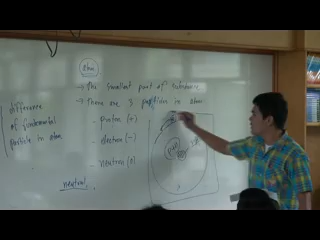 Atom
→ The smallest part of substance
→ There are 3 particle in atom
- proton (+)
- electron (-)
- neutron (0)
difference
of fundamental
particle in atom
neutral